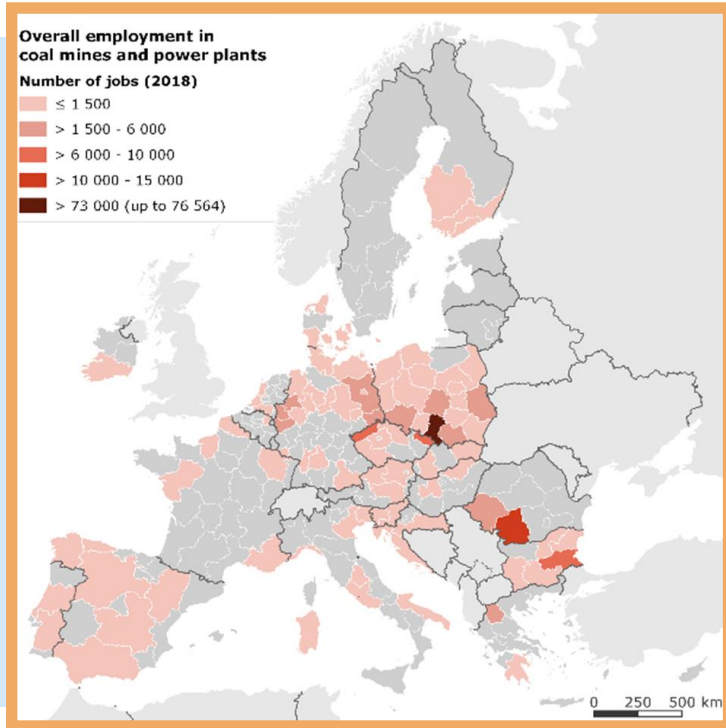 Overall employment in
coal mines and power plants
Number of jobs (2018)
≤ 1 500
> 1 500 - 6 000
> 6 000 - 10 000
> 10 000 - 15 000
> 73 000 (up to 76 564)
0 250 500 km